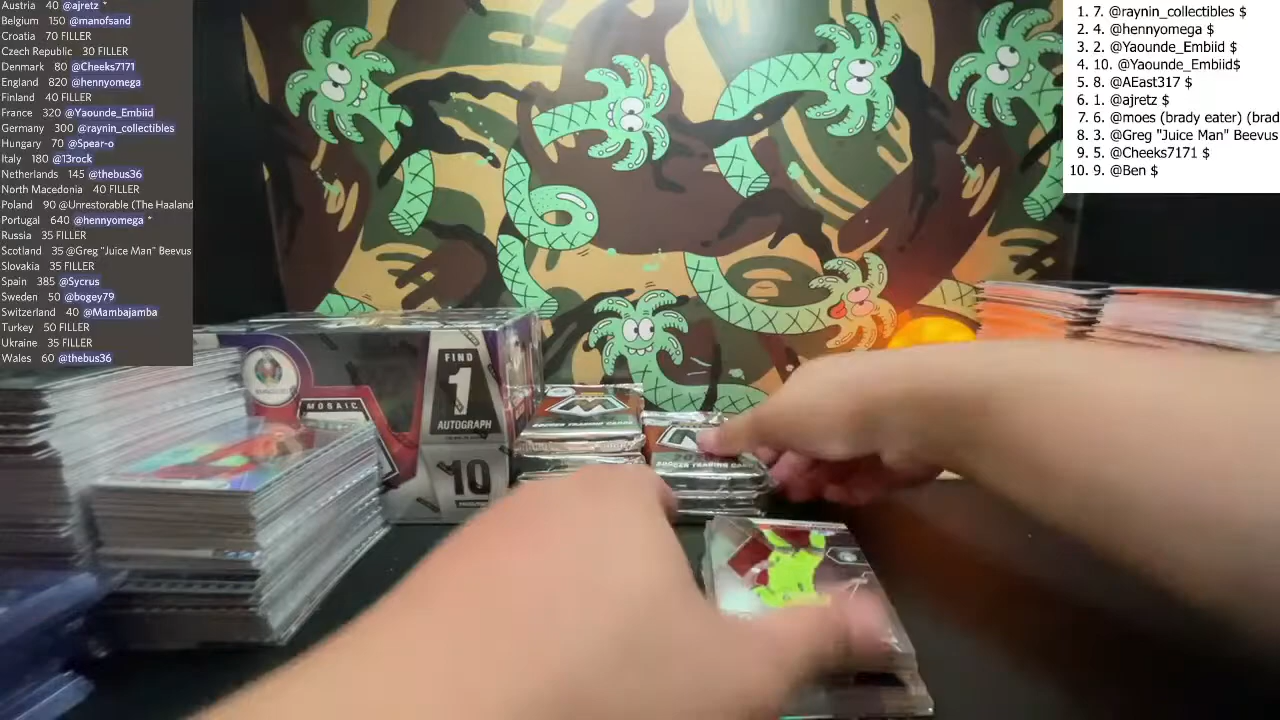 Austria 40 @ajretz *
Belgium 150 @manofsand
Croatia 70 FILLER
Czech Republic 30 FILLER
Denmark 80 @Cheeks7171
England 820 @hennyomega
Finland 40 FILLER
France 320 @Yaounde_Embiid
Germany 300 @raynin_collectibles
Hungary 70 @Spear-o
Italy 180 @13rock
Netherlands 145 @thebus36
North Macedonia 40 FILLER
Poland 90 @Unrestorable (The Haaland
Portugal 640 @hennyomega *
Russia 35 FILLER
Scotland 35 @Greg "Juice Man" Beevus
Slovakia 35 FILLER
Spain 385 @Sycrus
Sweden 50 @bogey79
Switzerland 40 @Mambajamba
Turkey 50 FILLER
Ukraine 35 FILLER
Wales 60 @thebus36
1. 7. @raynin_collectibles $
2. 4. @hennyomega $
3. 2. @Yaounde_Embiid $
4. 10. @Yaounde_Embiid$
5. 8. @AEast317 $
6. 1. @ajretz $
7. 6. @moes (brady eater) (brad
8. 3. @Greg "Juice Man" Beevus
9. 5. @Cheeks7171 $
10. 9. @Ben $
MOSAIC
FIND
1
AUTOGRAPH
10
SOCCER TRADING CARDS
SOCCER TRADING CARDS